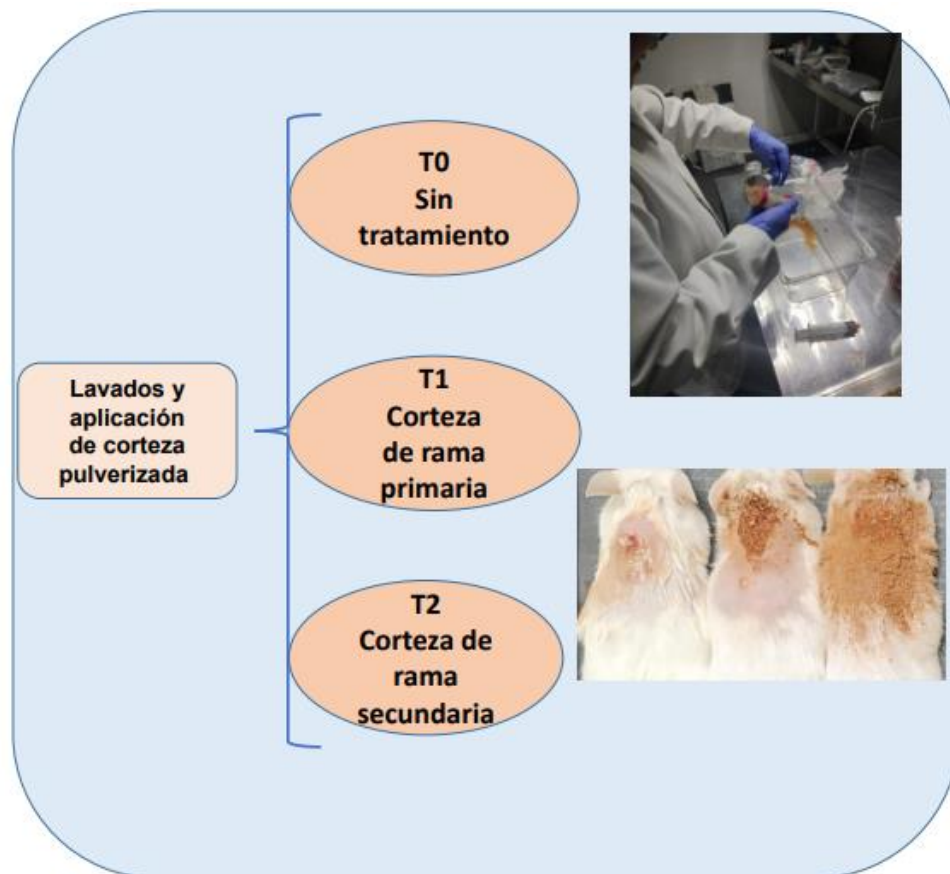 T0
Sin
tratamiento
Lavados y
aplicación
de corteza
pulverizada
T1
Corteza
de rama
primaria
T2
Corteza de
rama
secundaria